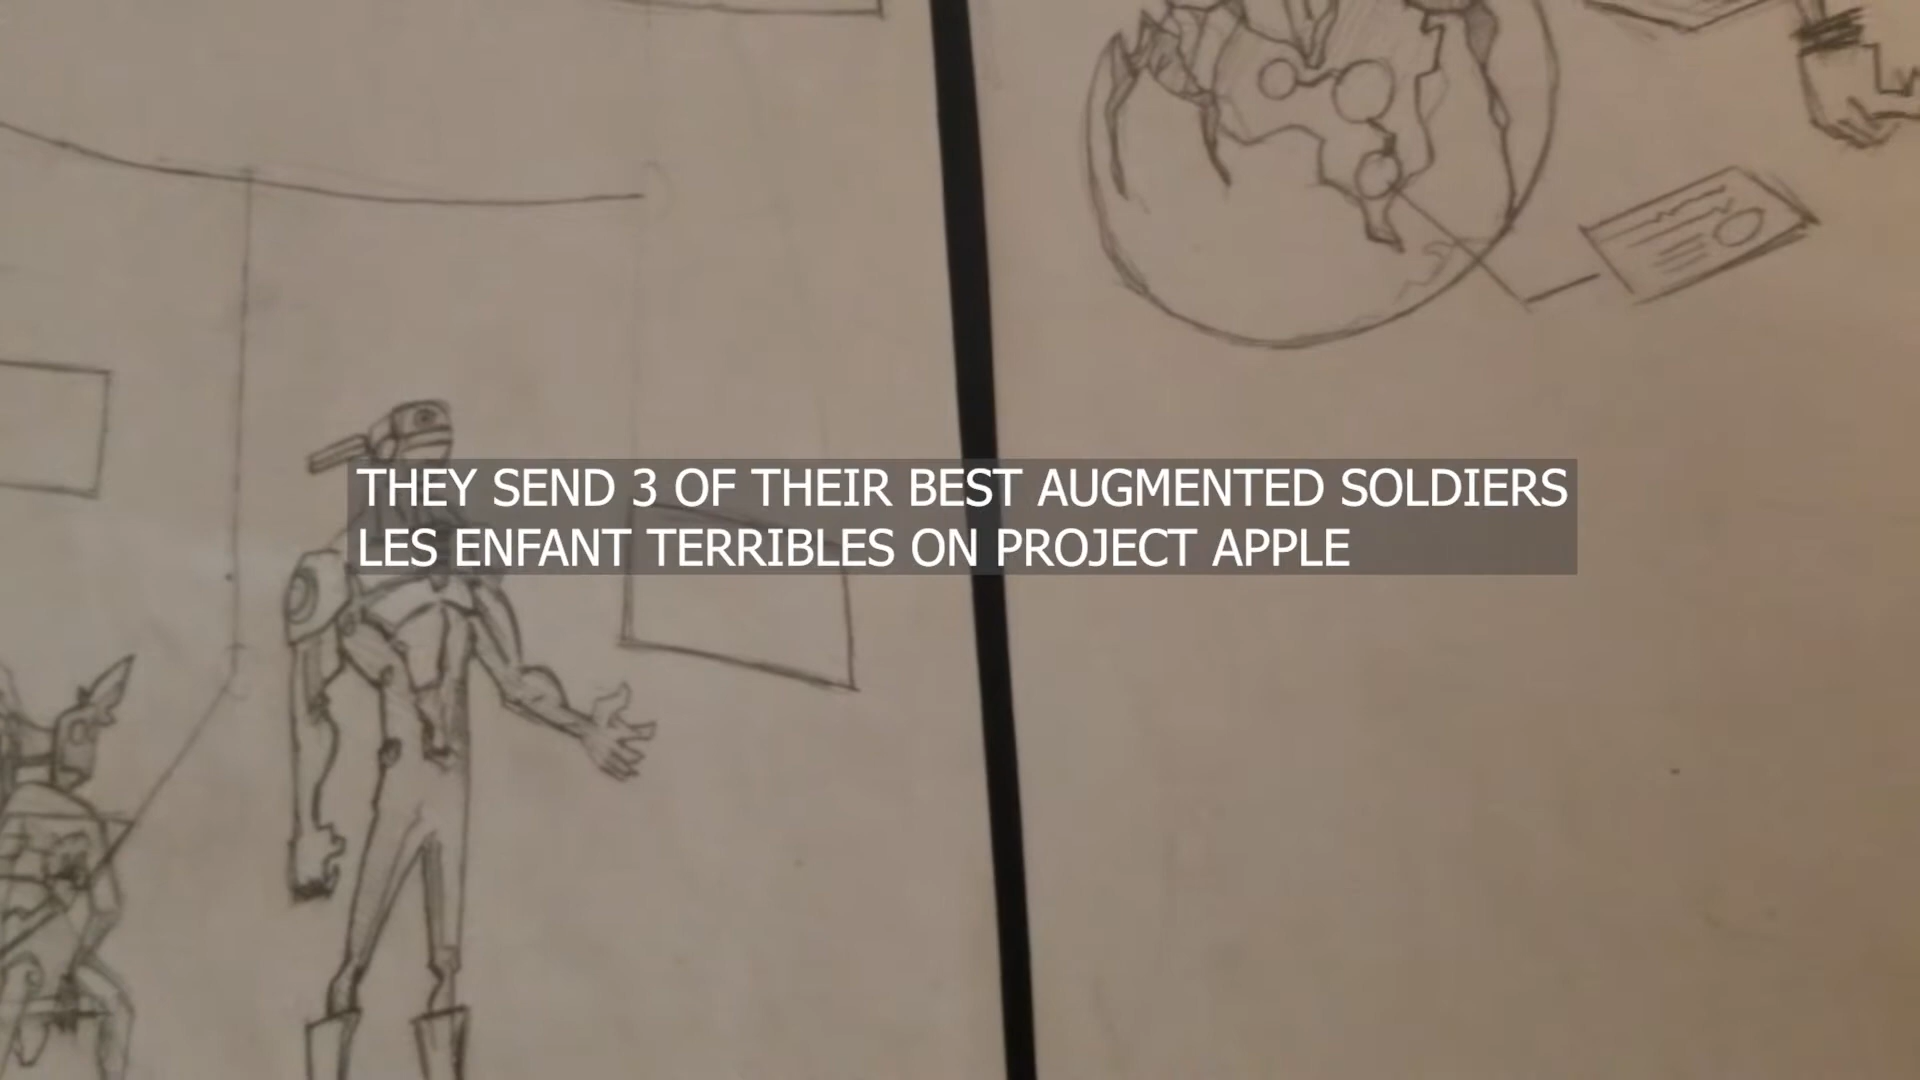 THEY SEND 3 OF THEIR BEST AUGMENTED SOLDIERS
LES ENFANT TERRIBLES ON PROJECT APPLE